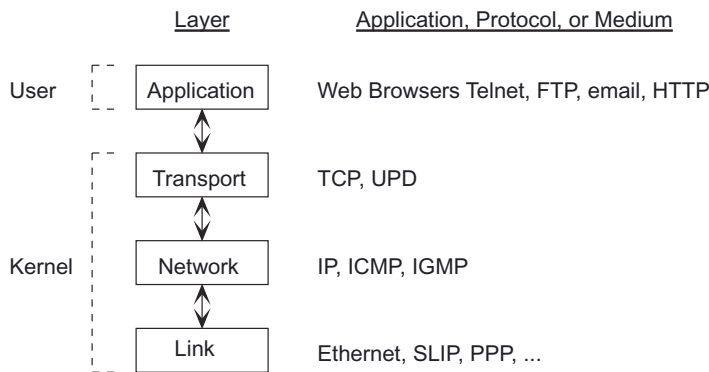 Layer Application, Protocol, or Medium
User Application Web Browsers Telnet, FTP, email, HTTP
Transport TCP, UPD
Kernel Network IP, ICMP, IGMP
Link Ethernet, SLIP, PPP, ...